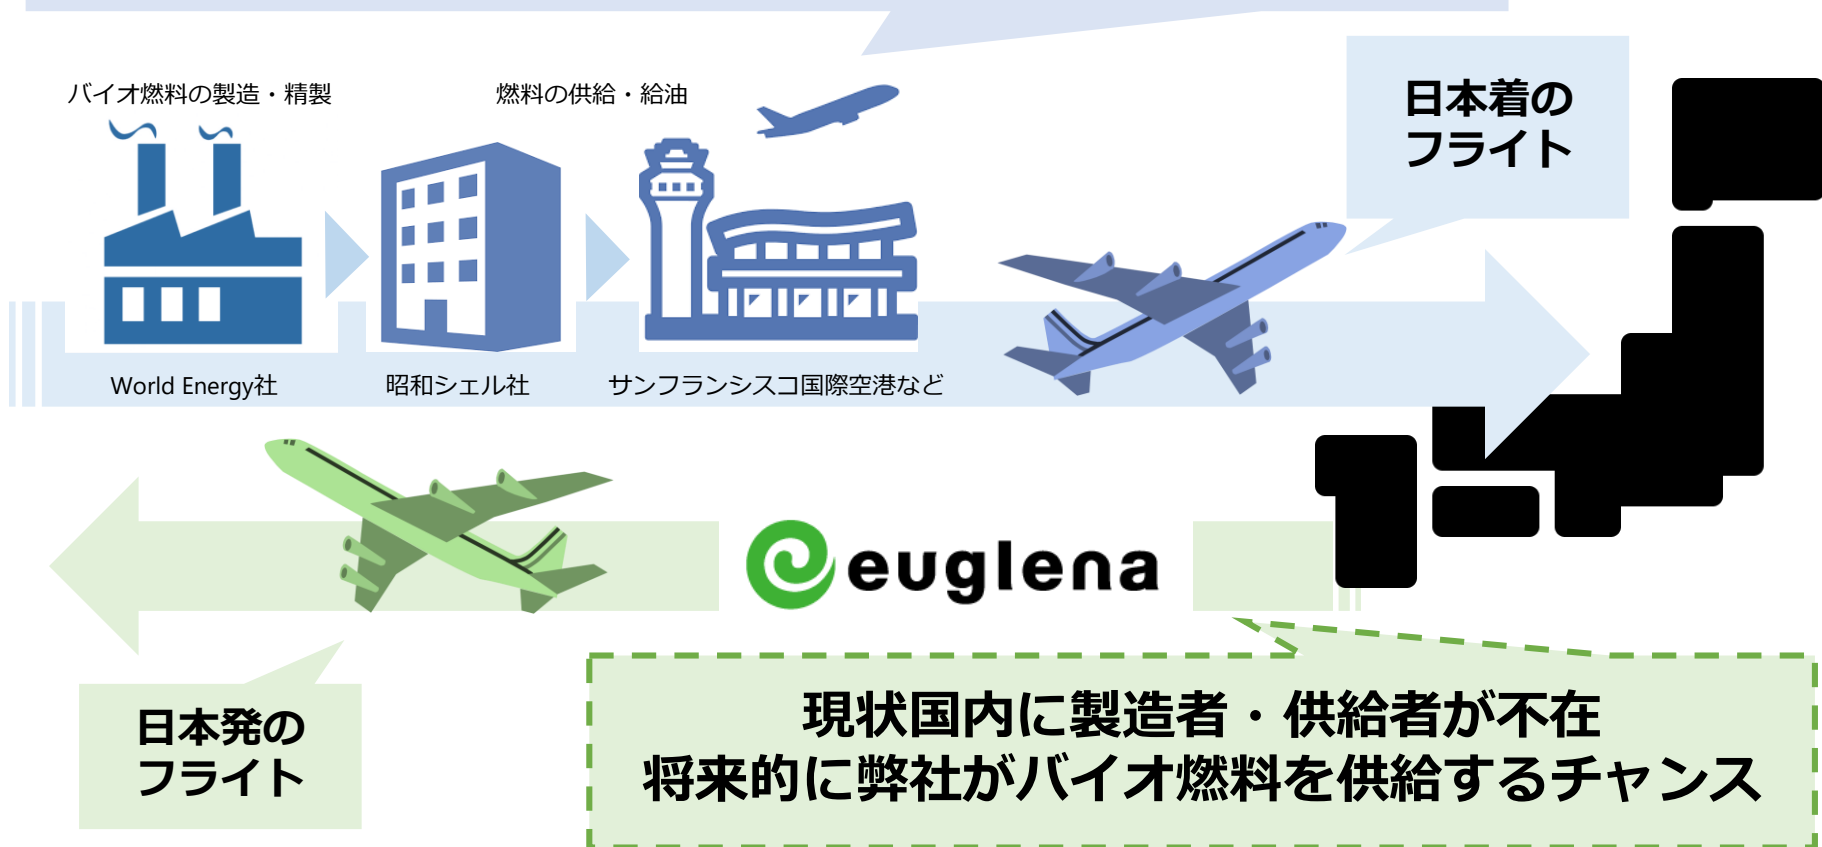 バイオ燃料の製造・精製
燃料の供給・給油
日本着の
フライト
World Energy社
昭和シェル社
サンフランシスコ国際空港など
euglena
日本発の
フライト
現状国内に製造者・供給者が不在
将来的に弊社がバイオ燃料を供給するチャンス